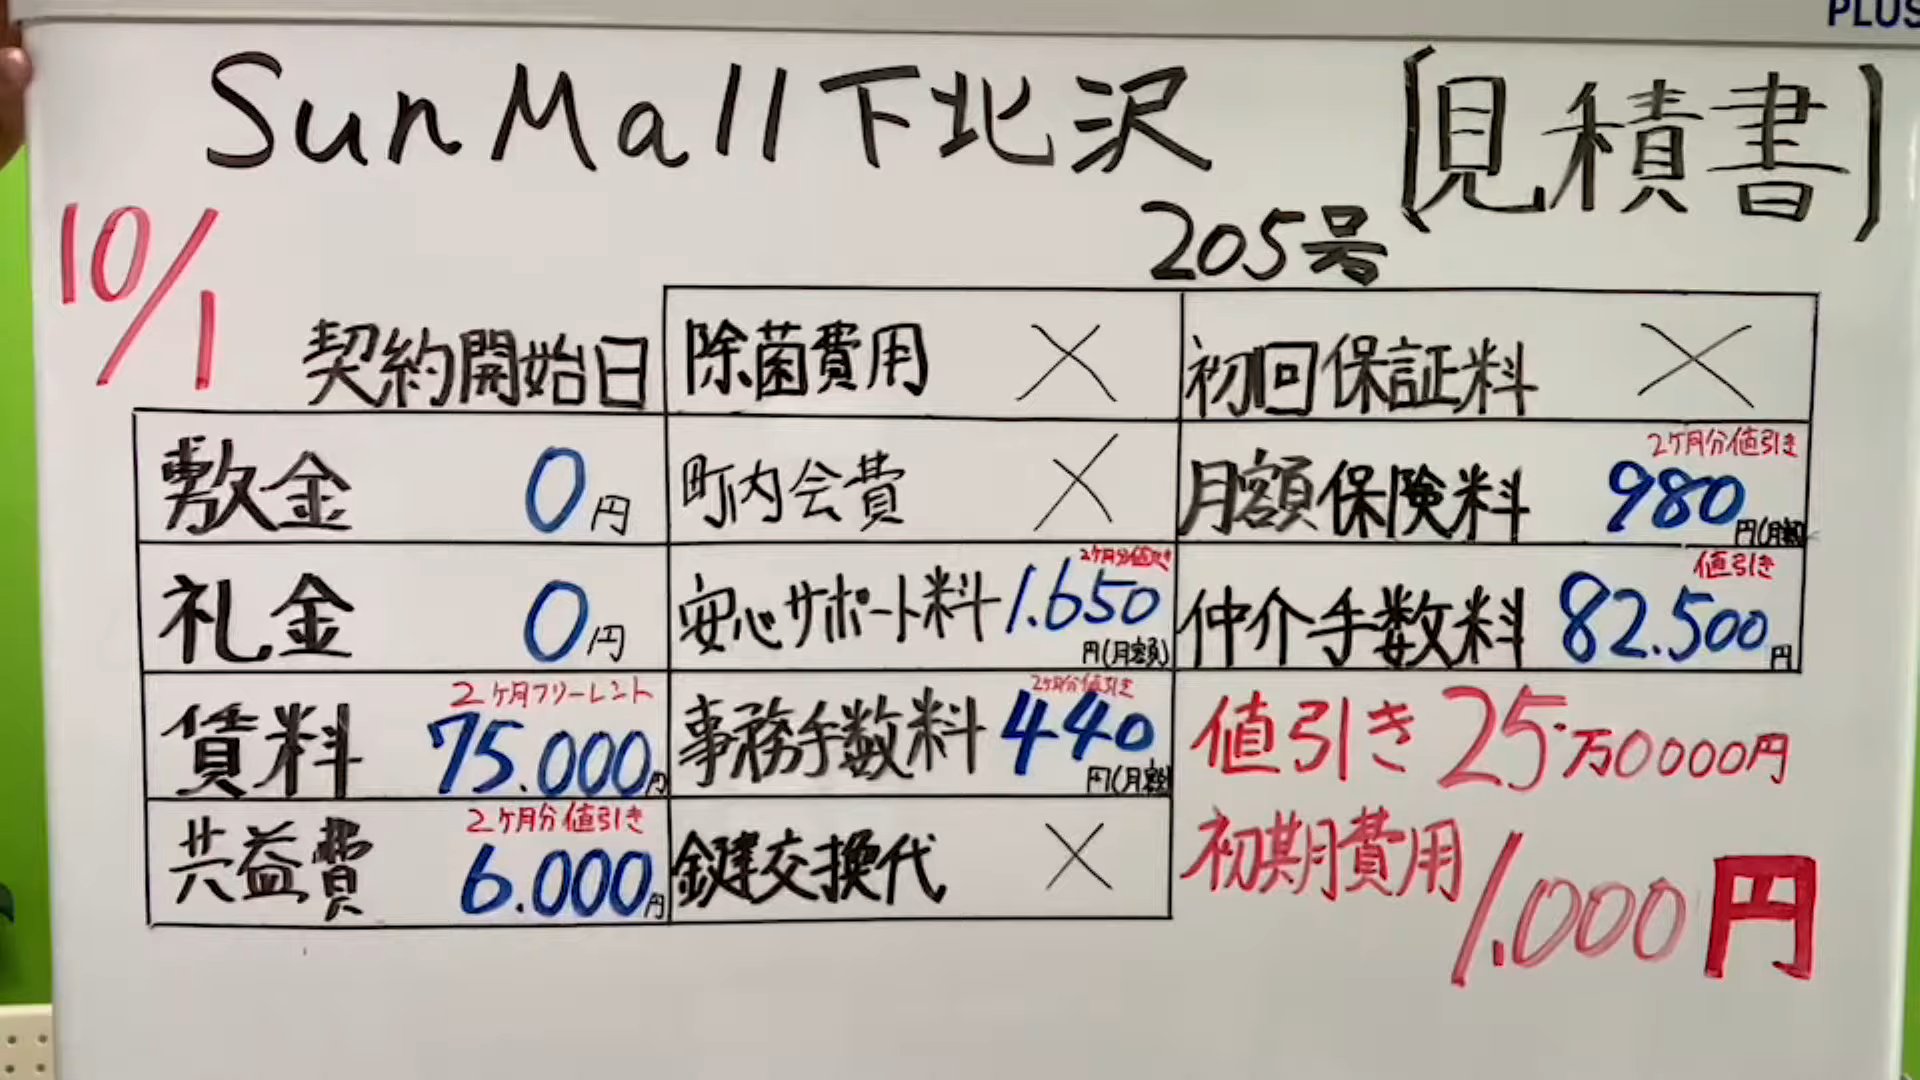 PLUS
SunMall下北沢
[見積書]
205号
10/1
契約開始日
除菌費用 ×
初回保証料 ×
敷金 0円
町内会費 ×
2ヶ月分値引き
月額保険料 980円(月額)
礼金 0円
2ヶ月分値引き
安心サポート料 1.650円(月額)
値引き
仲介手数料 82.500円
2ヶ月フリーレント
賃料 75.000円
2ヶ月分値引き
事務手数料 440円(月額)
値引き25万0000円
2ヶ月分値引き
共益費 6.000円
鍵交換代 ×
初期費用 1.000円